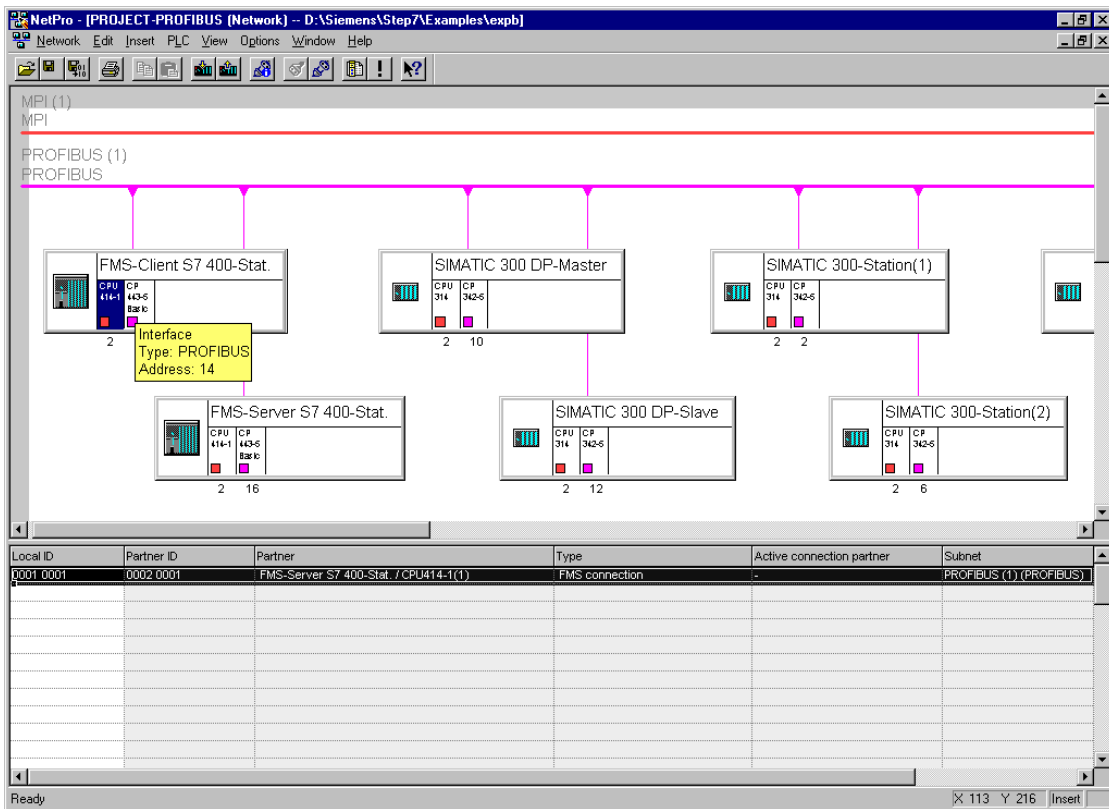 NetPro - [PROJECT-PROFIBUS (Network) -- D:\Siemens\Step7\Examples\expb]
Network Edit Insert PLC View Options Window Help
MPI (1)
MPI
PROFIBUS (1)
PROFIBUS
FMS-Client S7 400-Stat.
CPU 414-1
CP 443-5 Basic
2
Interface
Type: PROFIBUS
Address: 14
SIMATIC 300 DP-Master
CPU 314
CP 342-5
2 10
SIMATIC 300-Station(1)
CPU 314
CP 342-5
2 2
FMS-Server S7 400-Stat.
CPU 414-1
CP 443-5 Basic
2 16
SIMATIC 300 DP-Slave
CPU 314
CP 342-5
2 12
SIMATIC 300-Station(2)
CPU 314
CP 342-5
2 6
Local ID Partner ID Partner Type Active connection partner Subnet
0001 0001 0002 0001 FMS-Server S7 400-Stat. / CPU414-1(1) FMS connection - PROFIBUS (1) (PROFIBUS)
Ready X 113 Y 216 Insert